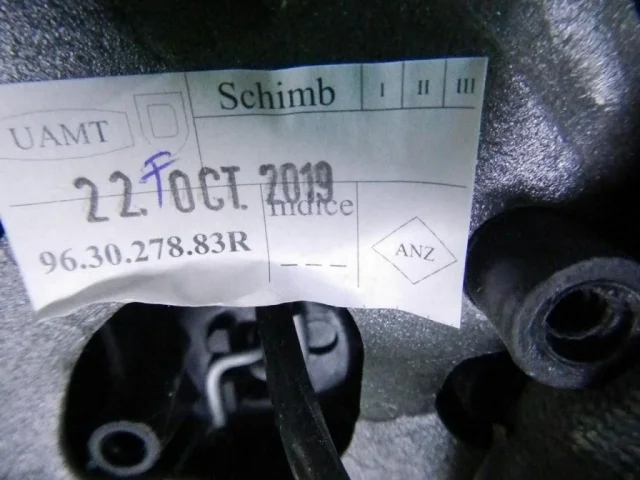 Schimb I II III
UAMT
22. OCT. 2019
F
Indice
96.30.278.83R
_ _ _
ANZ